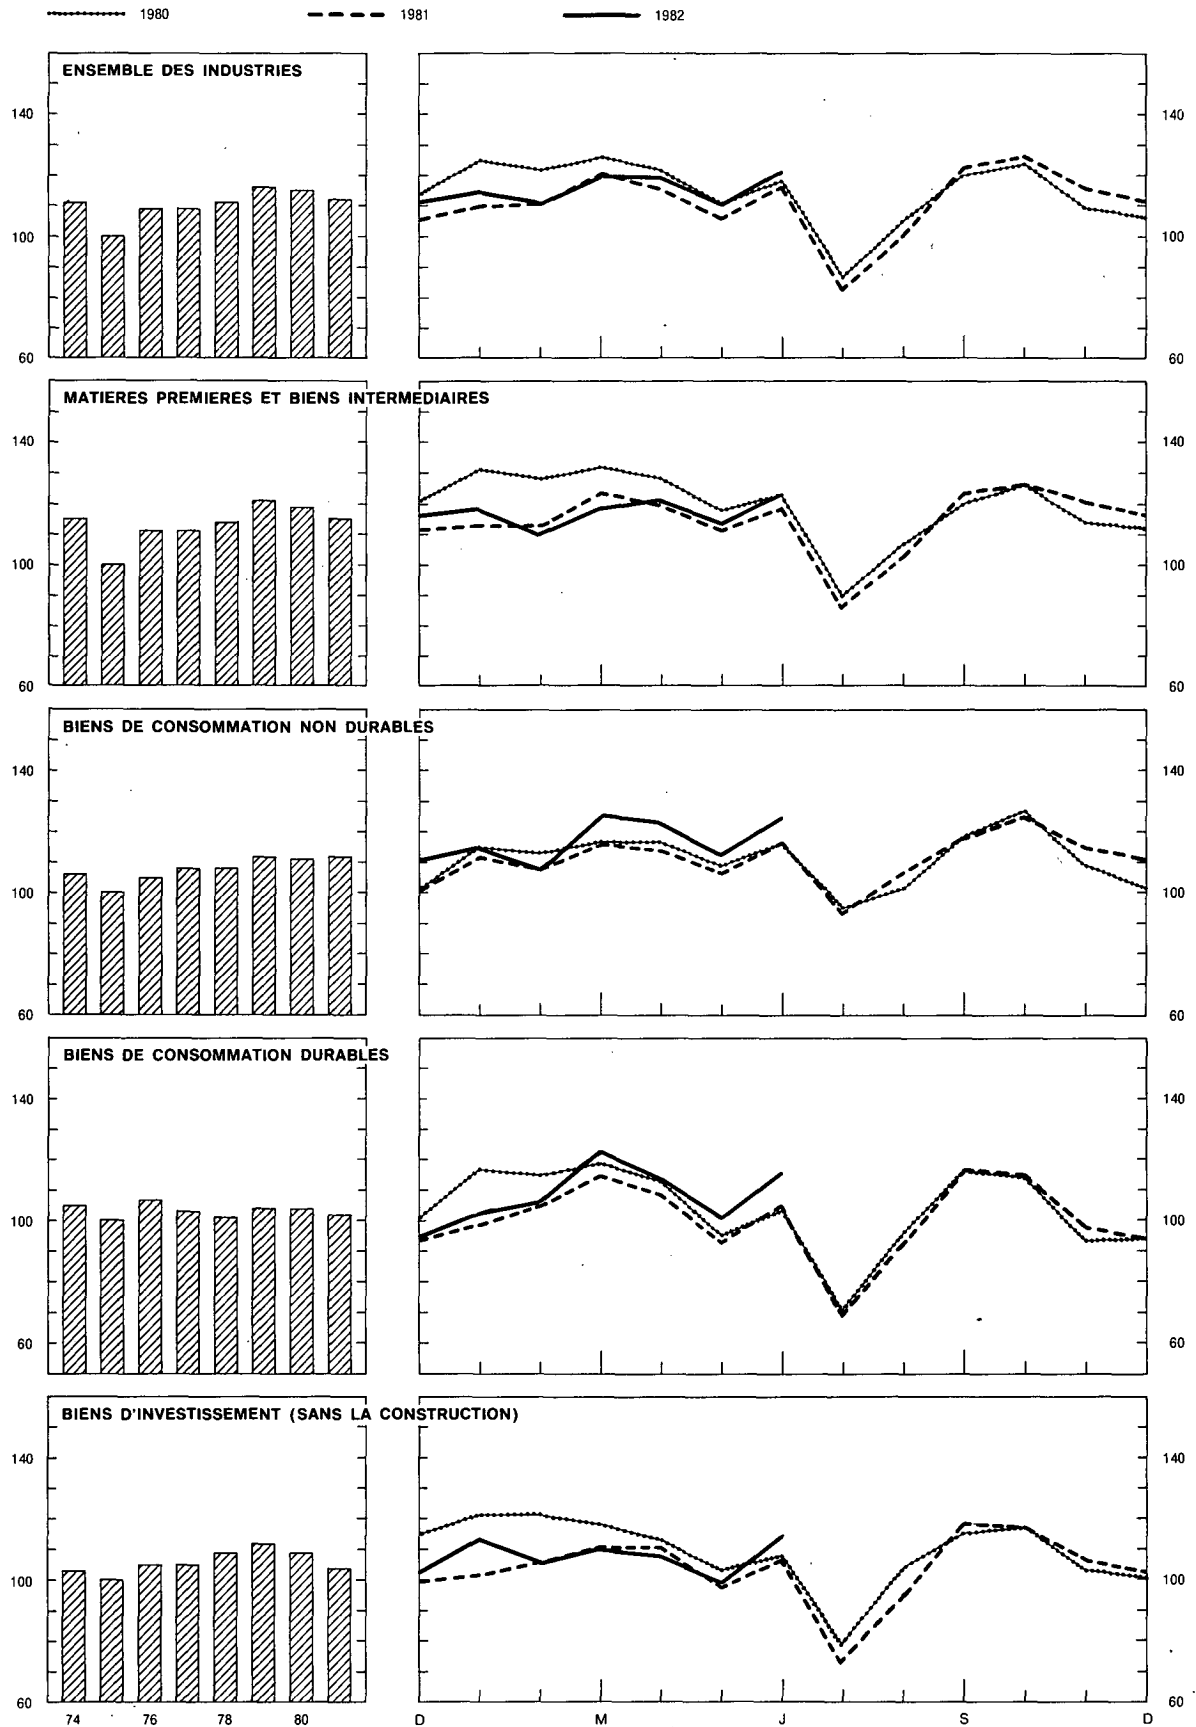 1980 1981 1982
ENSEMBLE DES INDUSTRIES
140 140
100 100
60 60
MATIERES PREMIERES ET BIENS INTERMEDIAIRES
140 140
100 100
60 60
BIENS DE CONSOMMATION NON DURABLES
140 140
100 100
60 60
BIENS DE CONSOMMATION DURABLES
140 140
100 100
60 60
BIENS D'INVESTISSEMENT (SANS LA CONSTRUCTION)
140 140
100 100
60 60
74 76 78 80 D M J S D